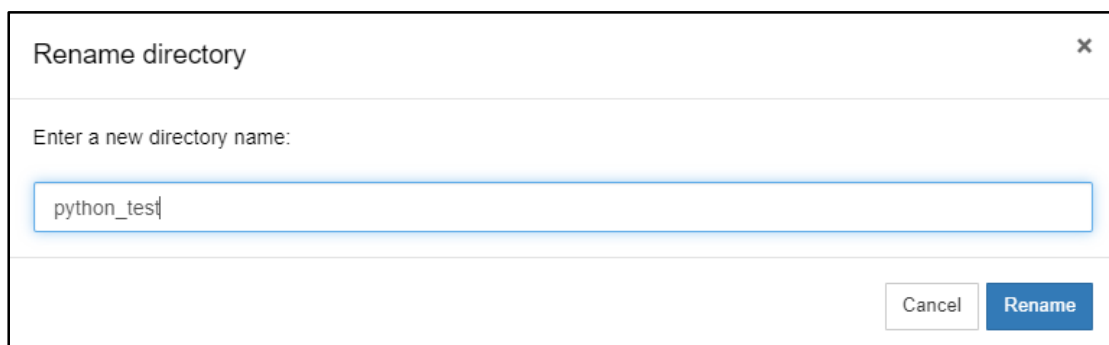 Rename directory
×
Enter a new directory name:
python_test
Cancel
Rename